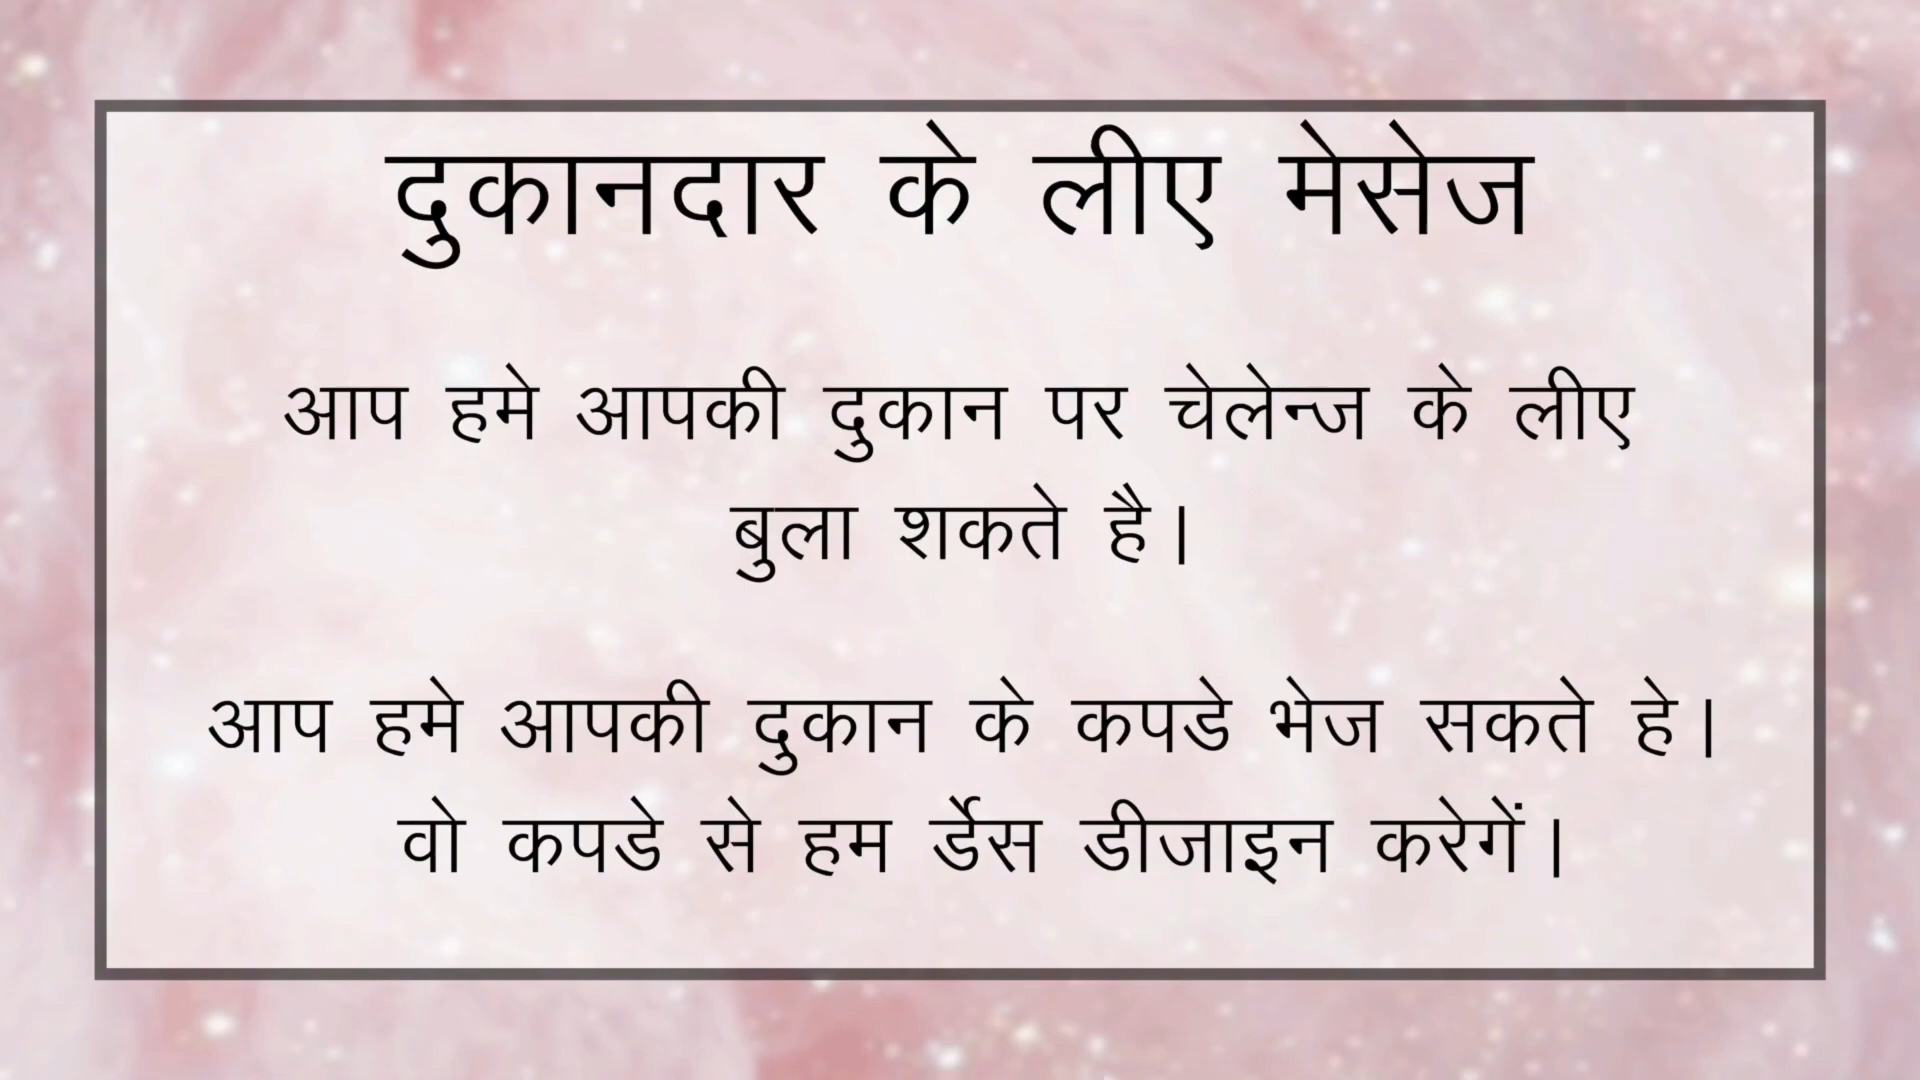 दुकानदार के लीए मेसेज
आप हमे आपकी दुकान पर चेलेन्ज के लीए
बुला शकते है।
आप हमे आपकी दुकान के कपडे भेज सकते हे।
वो कपडे से हम र्डेस डीजाइन करेगें।